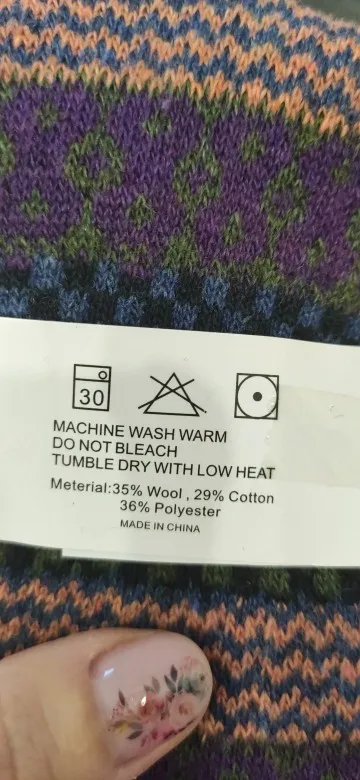 30
MACHINE WASH WARM
DO NOT BLEACH
TUMBLE DRY WITH LOW HEAT
Meterial:35% Wool , 29% Cotton
36% Polyester
MADE IN CHINA